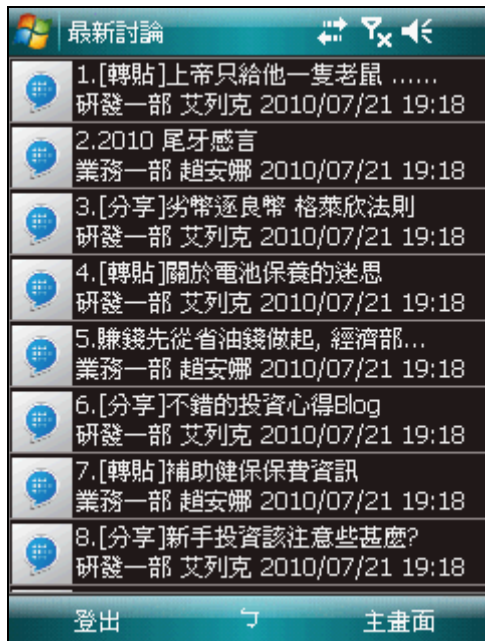 最新討論
1.[轉貼]上帝只給他一隻老鼠 ......
研發一部 艾列克 2010/07/21 19:18
2.2010 尾牙感言
業務一部 趙安娜 2010/07/21 19:18
3.[分享]劣幣逐良幣 格萊欣法則
研發一部 艾列克 2010/07/21 19:18
4.[轉貼]關於電池保養的迷思
研發一部 艾列克 2010/07/21 19:18
5.賺錢先從省油錢做起, 經濟部...
業務一部 趙安娜 2010/07/21 19:18
6.[分享]不錯的投資心得Blog
研發一部 艾列克 2010/07/21 19:18
7.[轉貼]補助健保保費資訊
業務一部 趙安娜 2010/07/21 19:18
8.[分享]新手投資該注意些甚麼?
研發一部 艾列克 2010/07/21 19:18
登出 主畫面